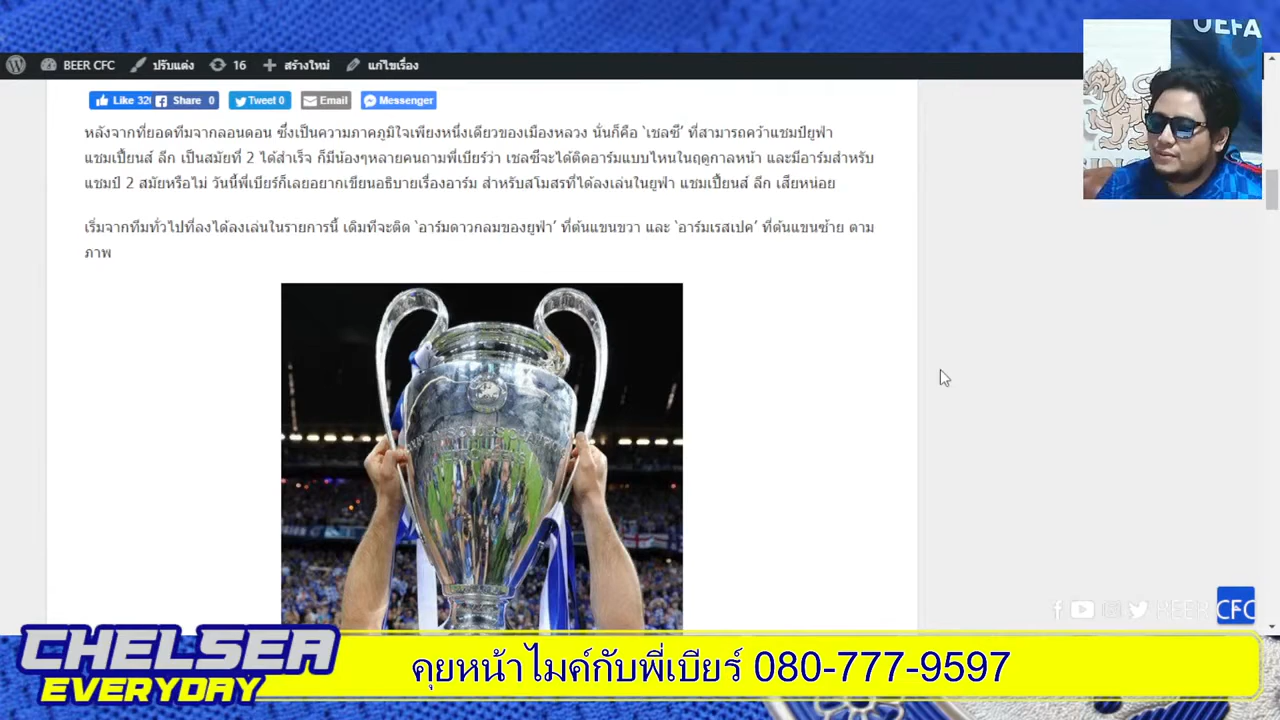 UEFA
BEER CFC ปรับแต่ง 16 สร้างใหม่ แก้ไขเรื่อง
Like 32 Share 0 Tweet 0 Email Messenger
หลังจากที่ยอดทีมจากลอนดอน ซึ่งเป็นความภาคภูมิใจเพียงหนึ่งเดียวของเมืองหลวง นั่นก็คือ ‘เชลซี’ ที่สามารถคว้าแชมป์ยูฟ่า
แชมเปี้ยนส์ ลีก เป็นสมัยที่ 2 ได้สำเร็จ ก็มีน้องๆหลายคนถามพี่เบียร์ว่า เชลซีจะได้ติดอาร์มแบบไหนในฤดูกาลหน้า และมีอาร์มสำหรับ
แชมป์ 2 สมัยหรือไม่ วันนี้พี่เบียร์ก็เลยอยากเขียนอธิบายเรื่องอาร์ม สำหรับสโมสรที่ได้ลงเล่นในยูฟ่า แชมเปี้ยนส์ ลีก เสียหน่อย
เริ่มจากทีมทั่วไปที่ลงได้ลงเล่นในรายการนี้ เดิมทีจะติด ‘อาร์มดาวกลมของยูฟ่า’ ที่ต้นแขนขวา และ ‘อาร์มเรสเปค’ ที่ต้นแขนซ้าย ตาม
ภาพ
BEER CFC
CHELSEA
EVERYDAY
คุยหน้าไมค์กับพี่เบียร์ 080-777-9597